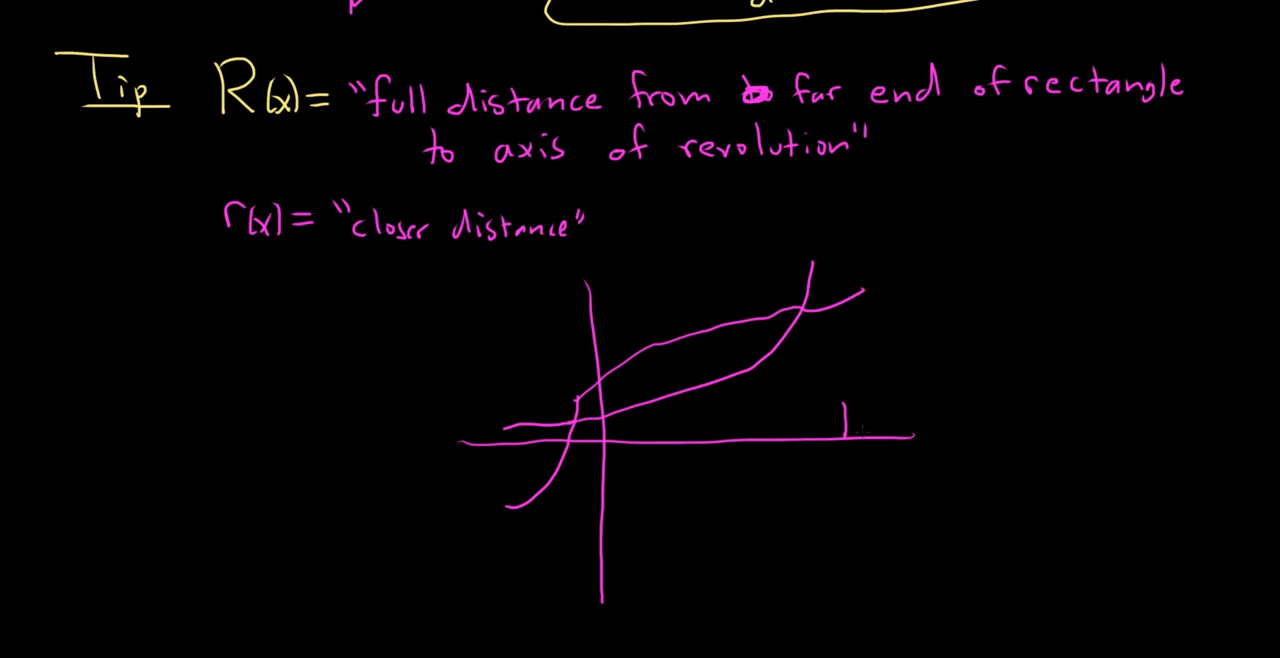 Tip R(x) = "full distance from far end of rectangle
to axis of revolution"
r(x) = "closer distance"